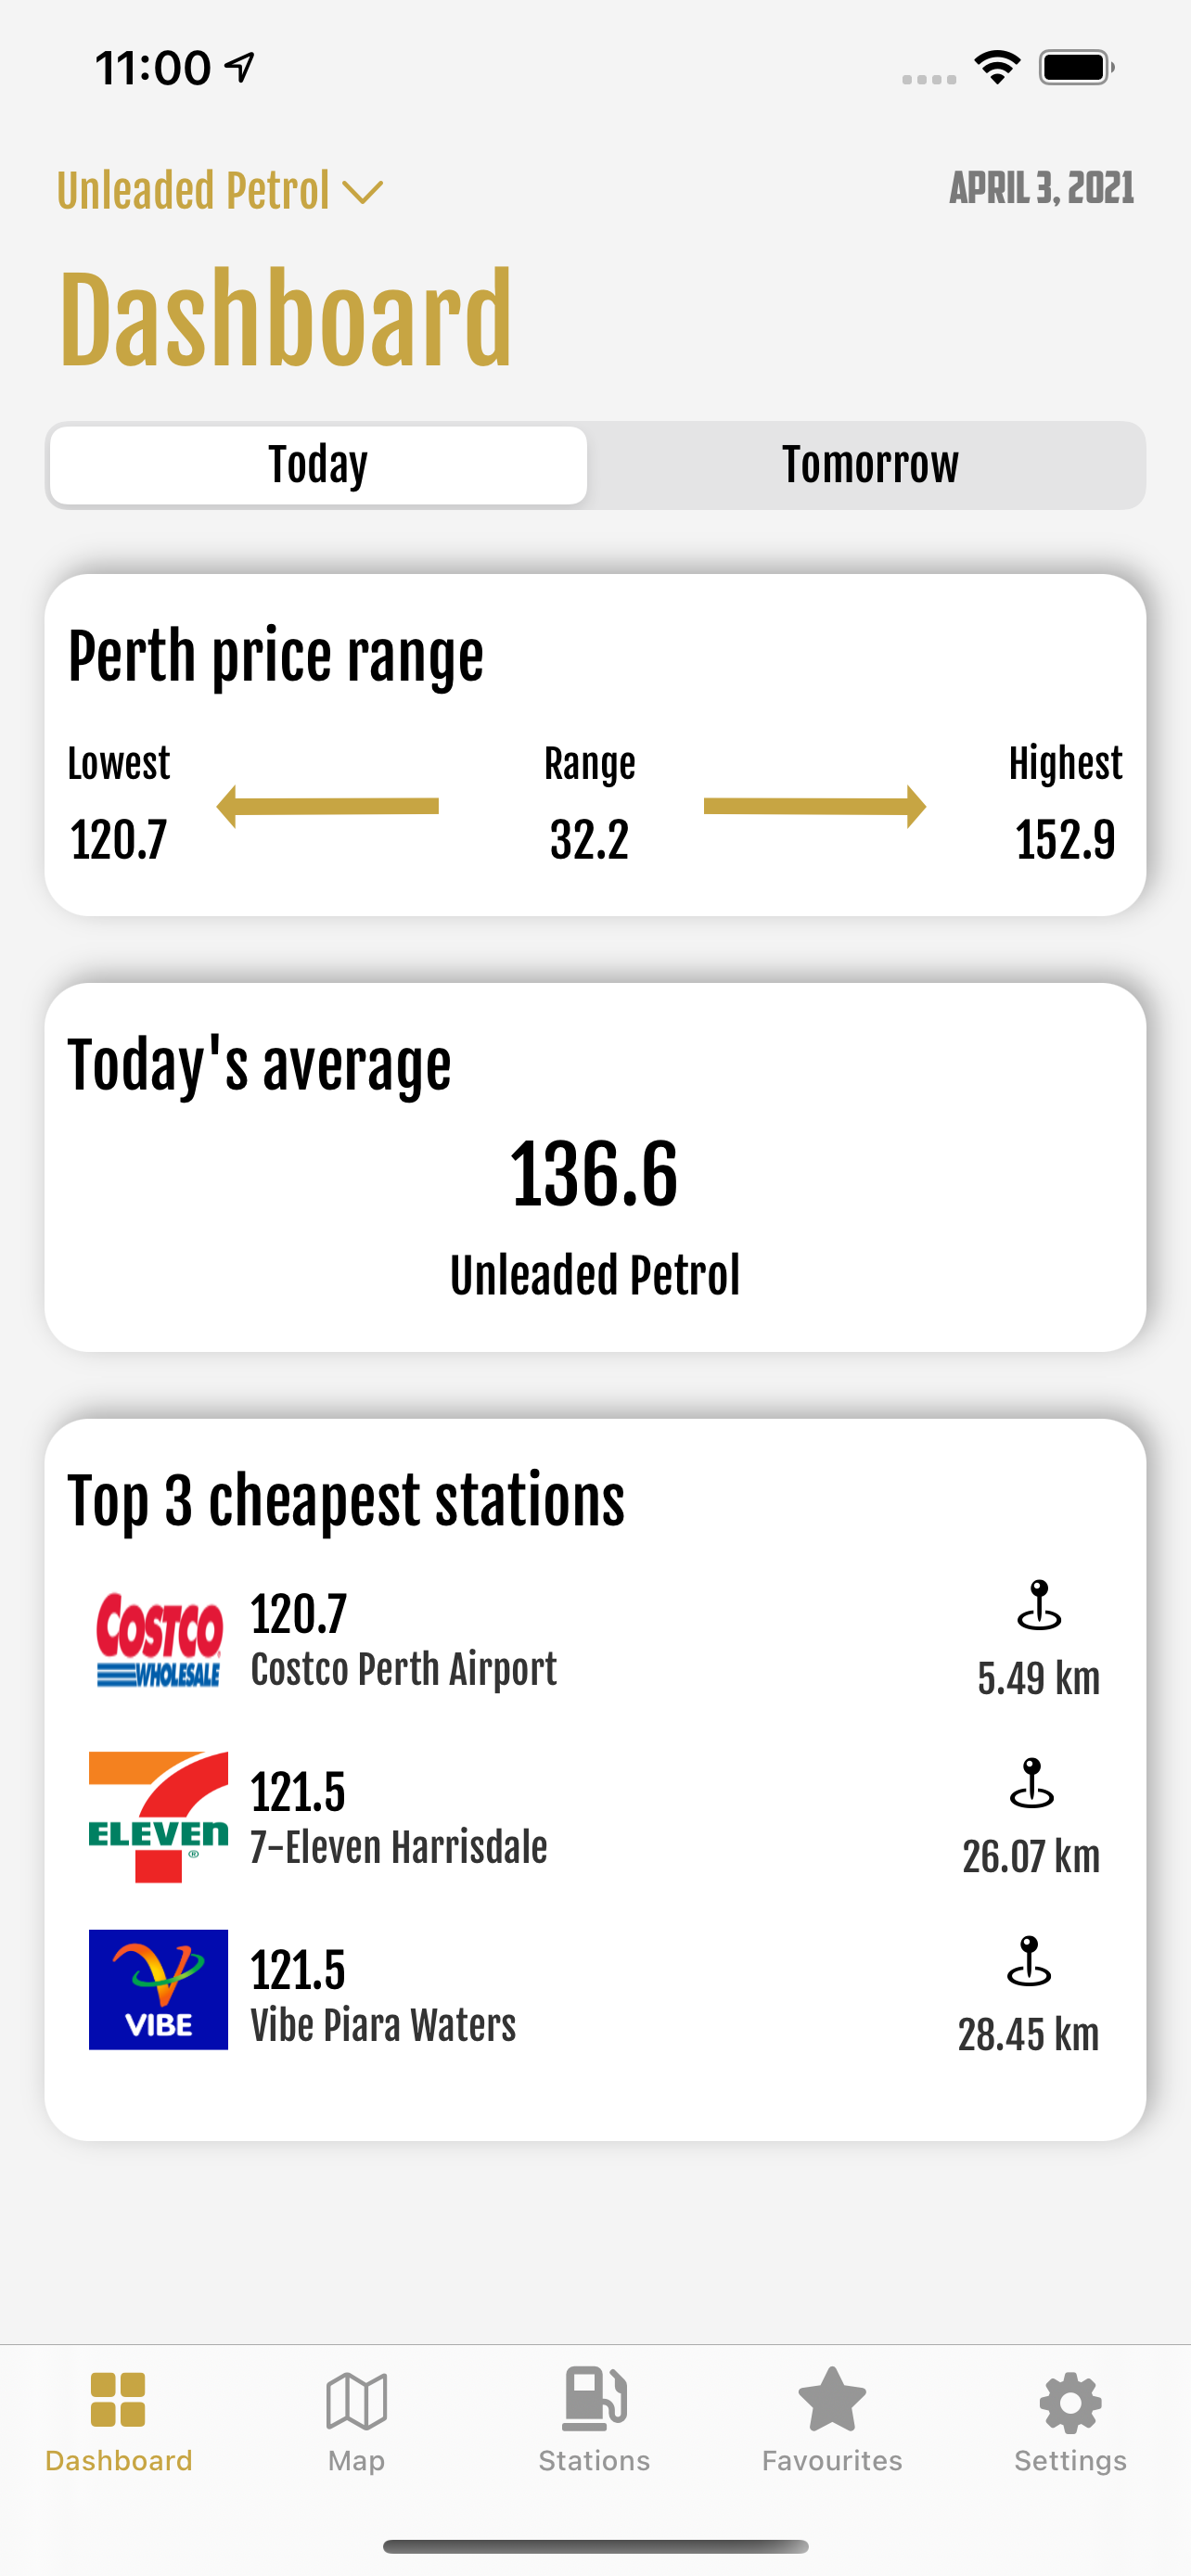 11:00
Unleaded Petrol
APRIL 3, 2021
Dashboard
Today
Tomorrow
Perth price range
Lowest
Range
Highest
120.7
32.2
152.9
Today's average
136.6
Unleaded Petrol
Top 3 cheapest stations
COSTCO
WHOLESALE
120.7
Costco Perth Airport
5.49 km
7
ELEVEN
®
121.5
7-Eleven Harrisdale
26.07 km
VIBE
121.5
Vibe Piara Waters
28.45 km
Dashboard
Map
Stations
Favourites
Settings